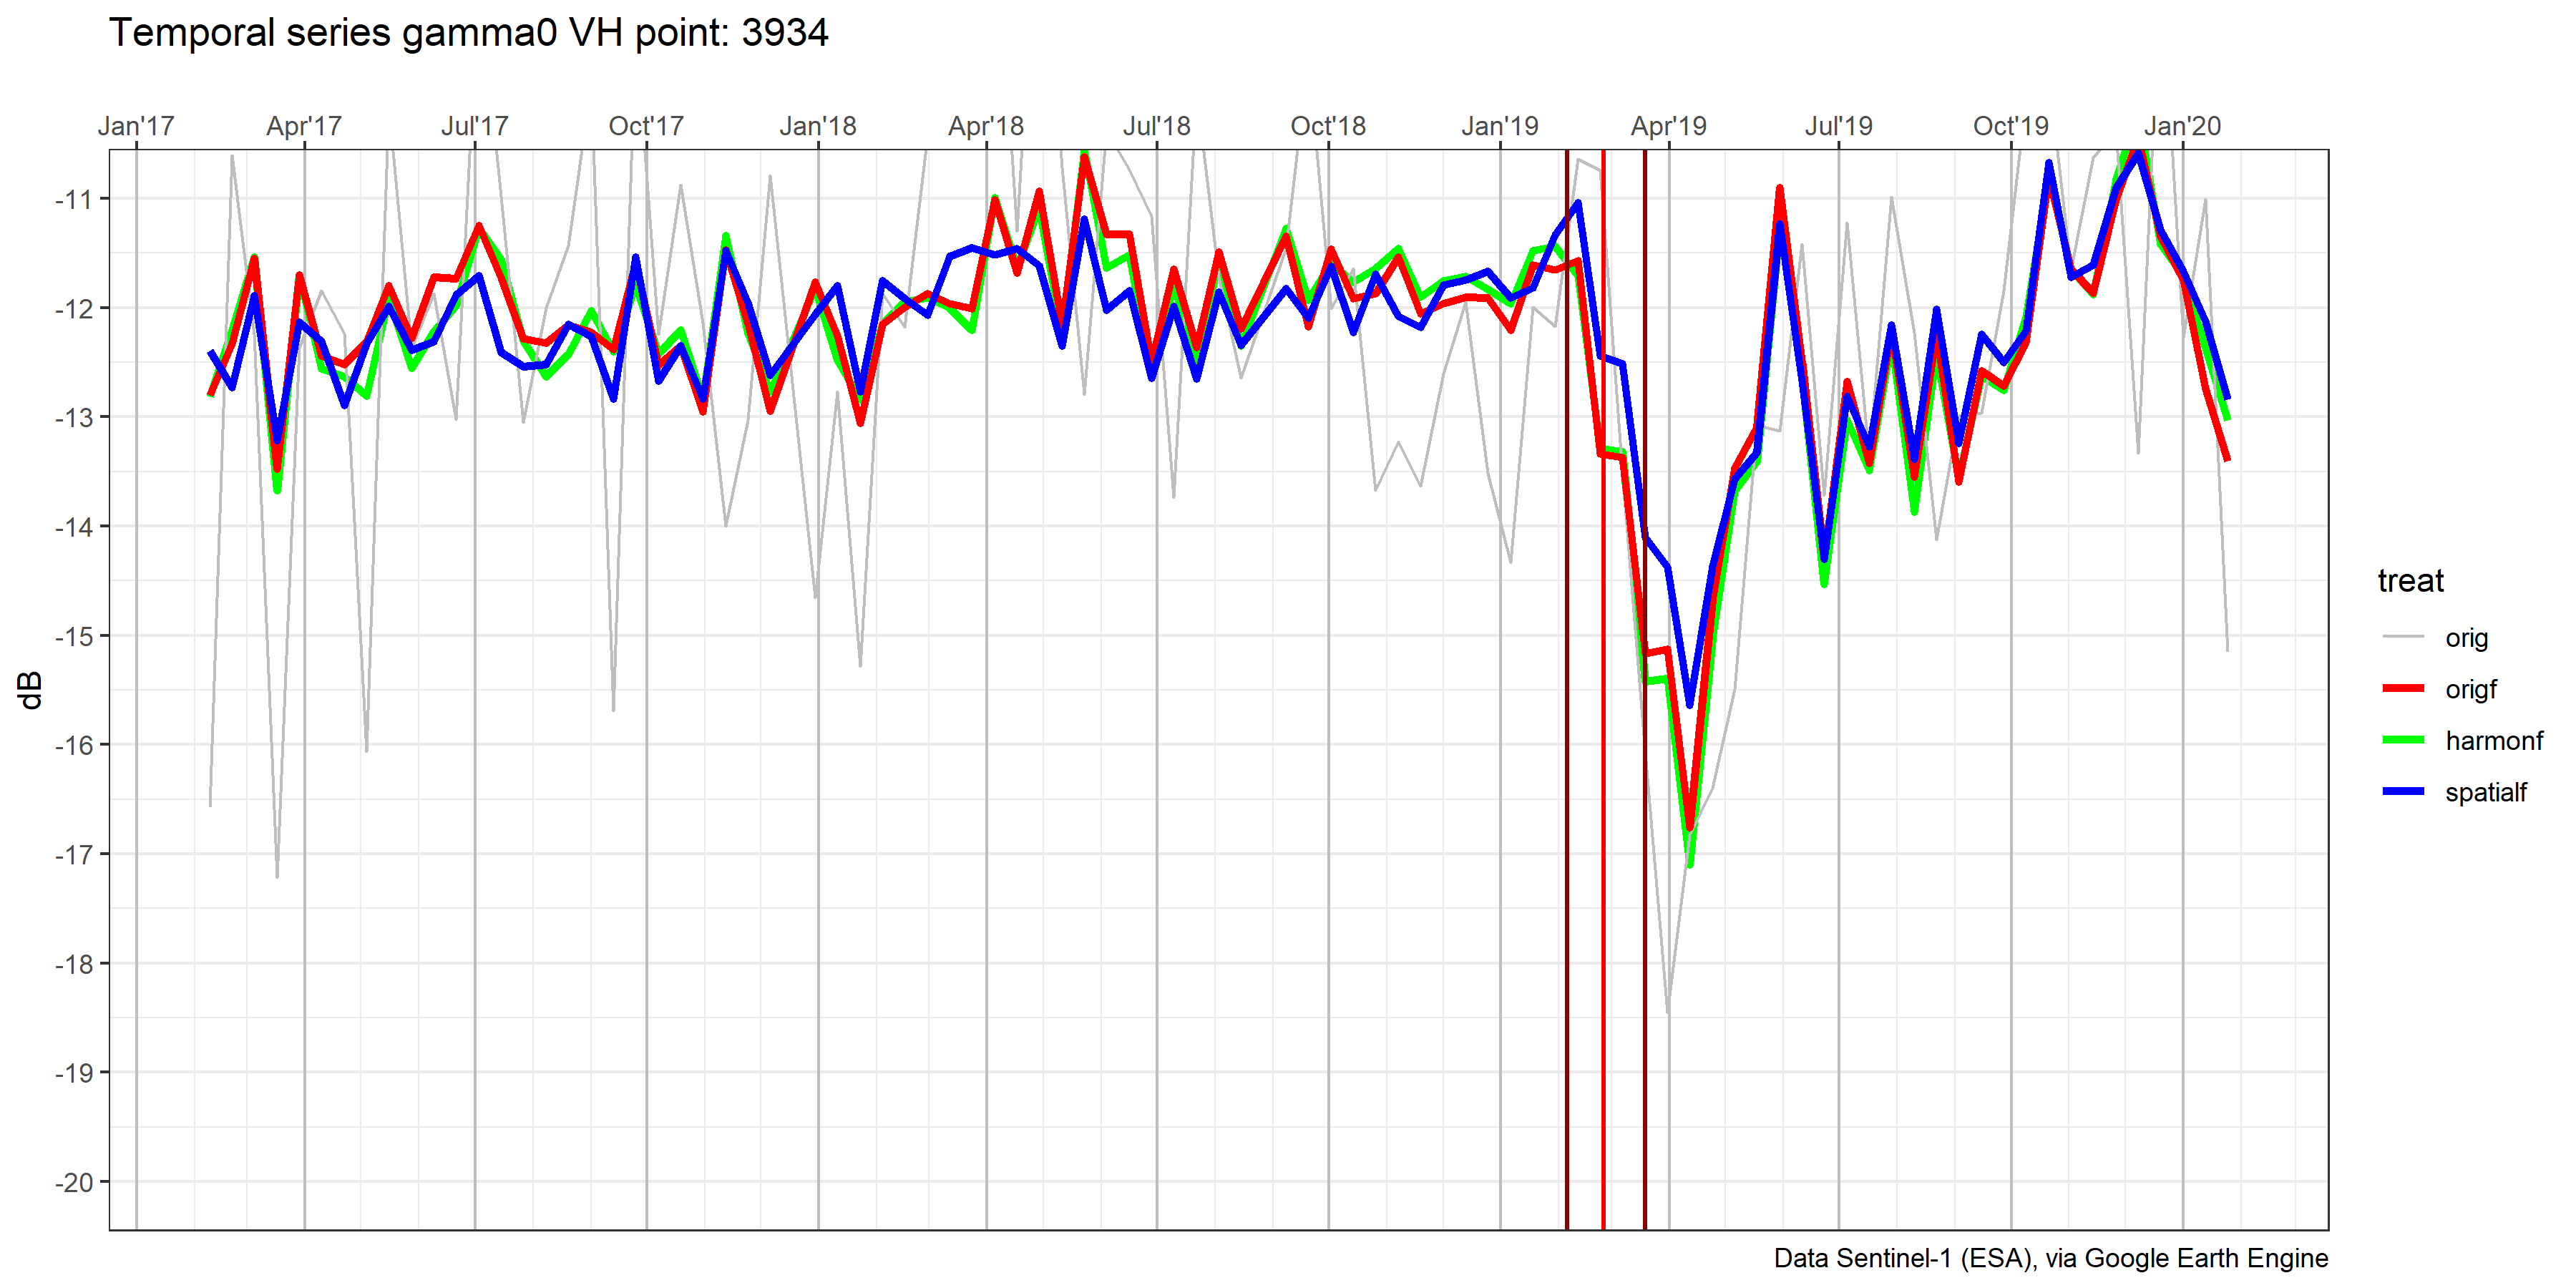 Temporal series gamma0 VH point: 3934
Jan'17 Apr'17 Jul'17 Oct'17 Jan'18 Apr'18 Jul'18 Oct'18 Jan'19 Apr'19 Jul'19 Oct'19 Jan'20
-11
-12
-13
-14
-15
-16
-17
-18
-19
-20
dB
treat
orig
origf
harmonf
spatialf
Data Sentinel-1 (ESA), via Google Earth Engine